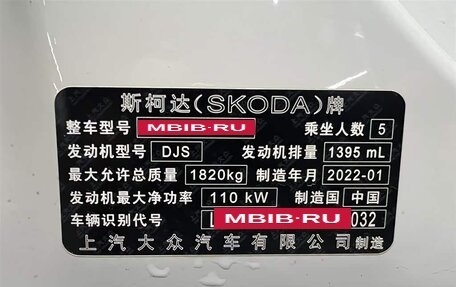 斯柯达(SKODA)牌
整车型号 MBIB·RU 乘坐人数 5
发动机型号 DJS 发动机排量 1395 mL
最大允许总质量 1820kg 制造年月 2022-01
发动机最大净功率 110 kW 制造国 中国
车辆识别代号 L MBIB·RU 032
上汽大众汽车有限公司制造